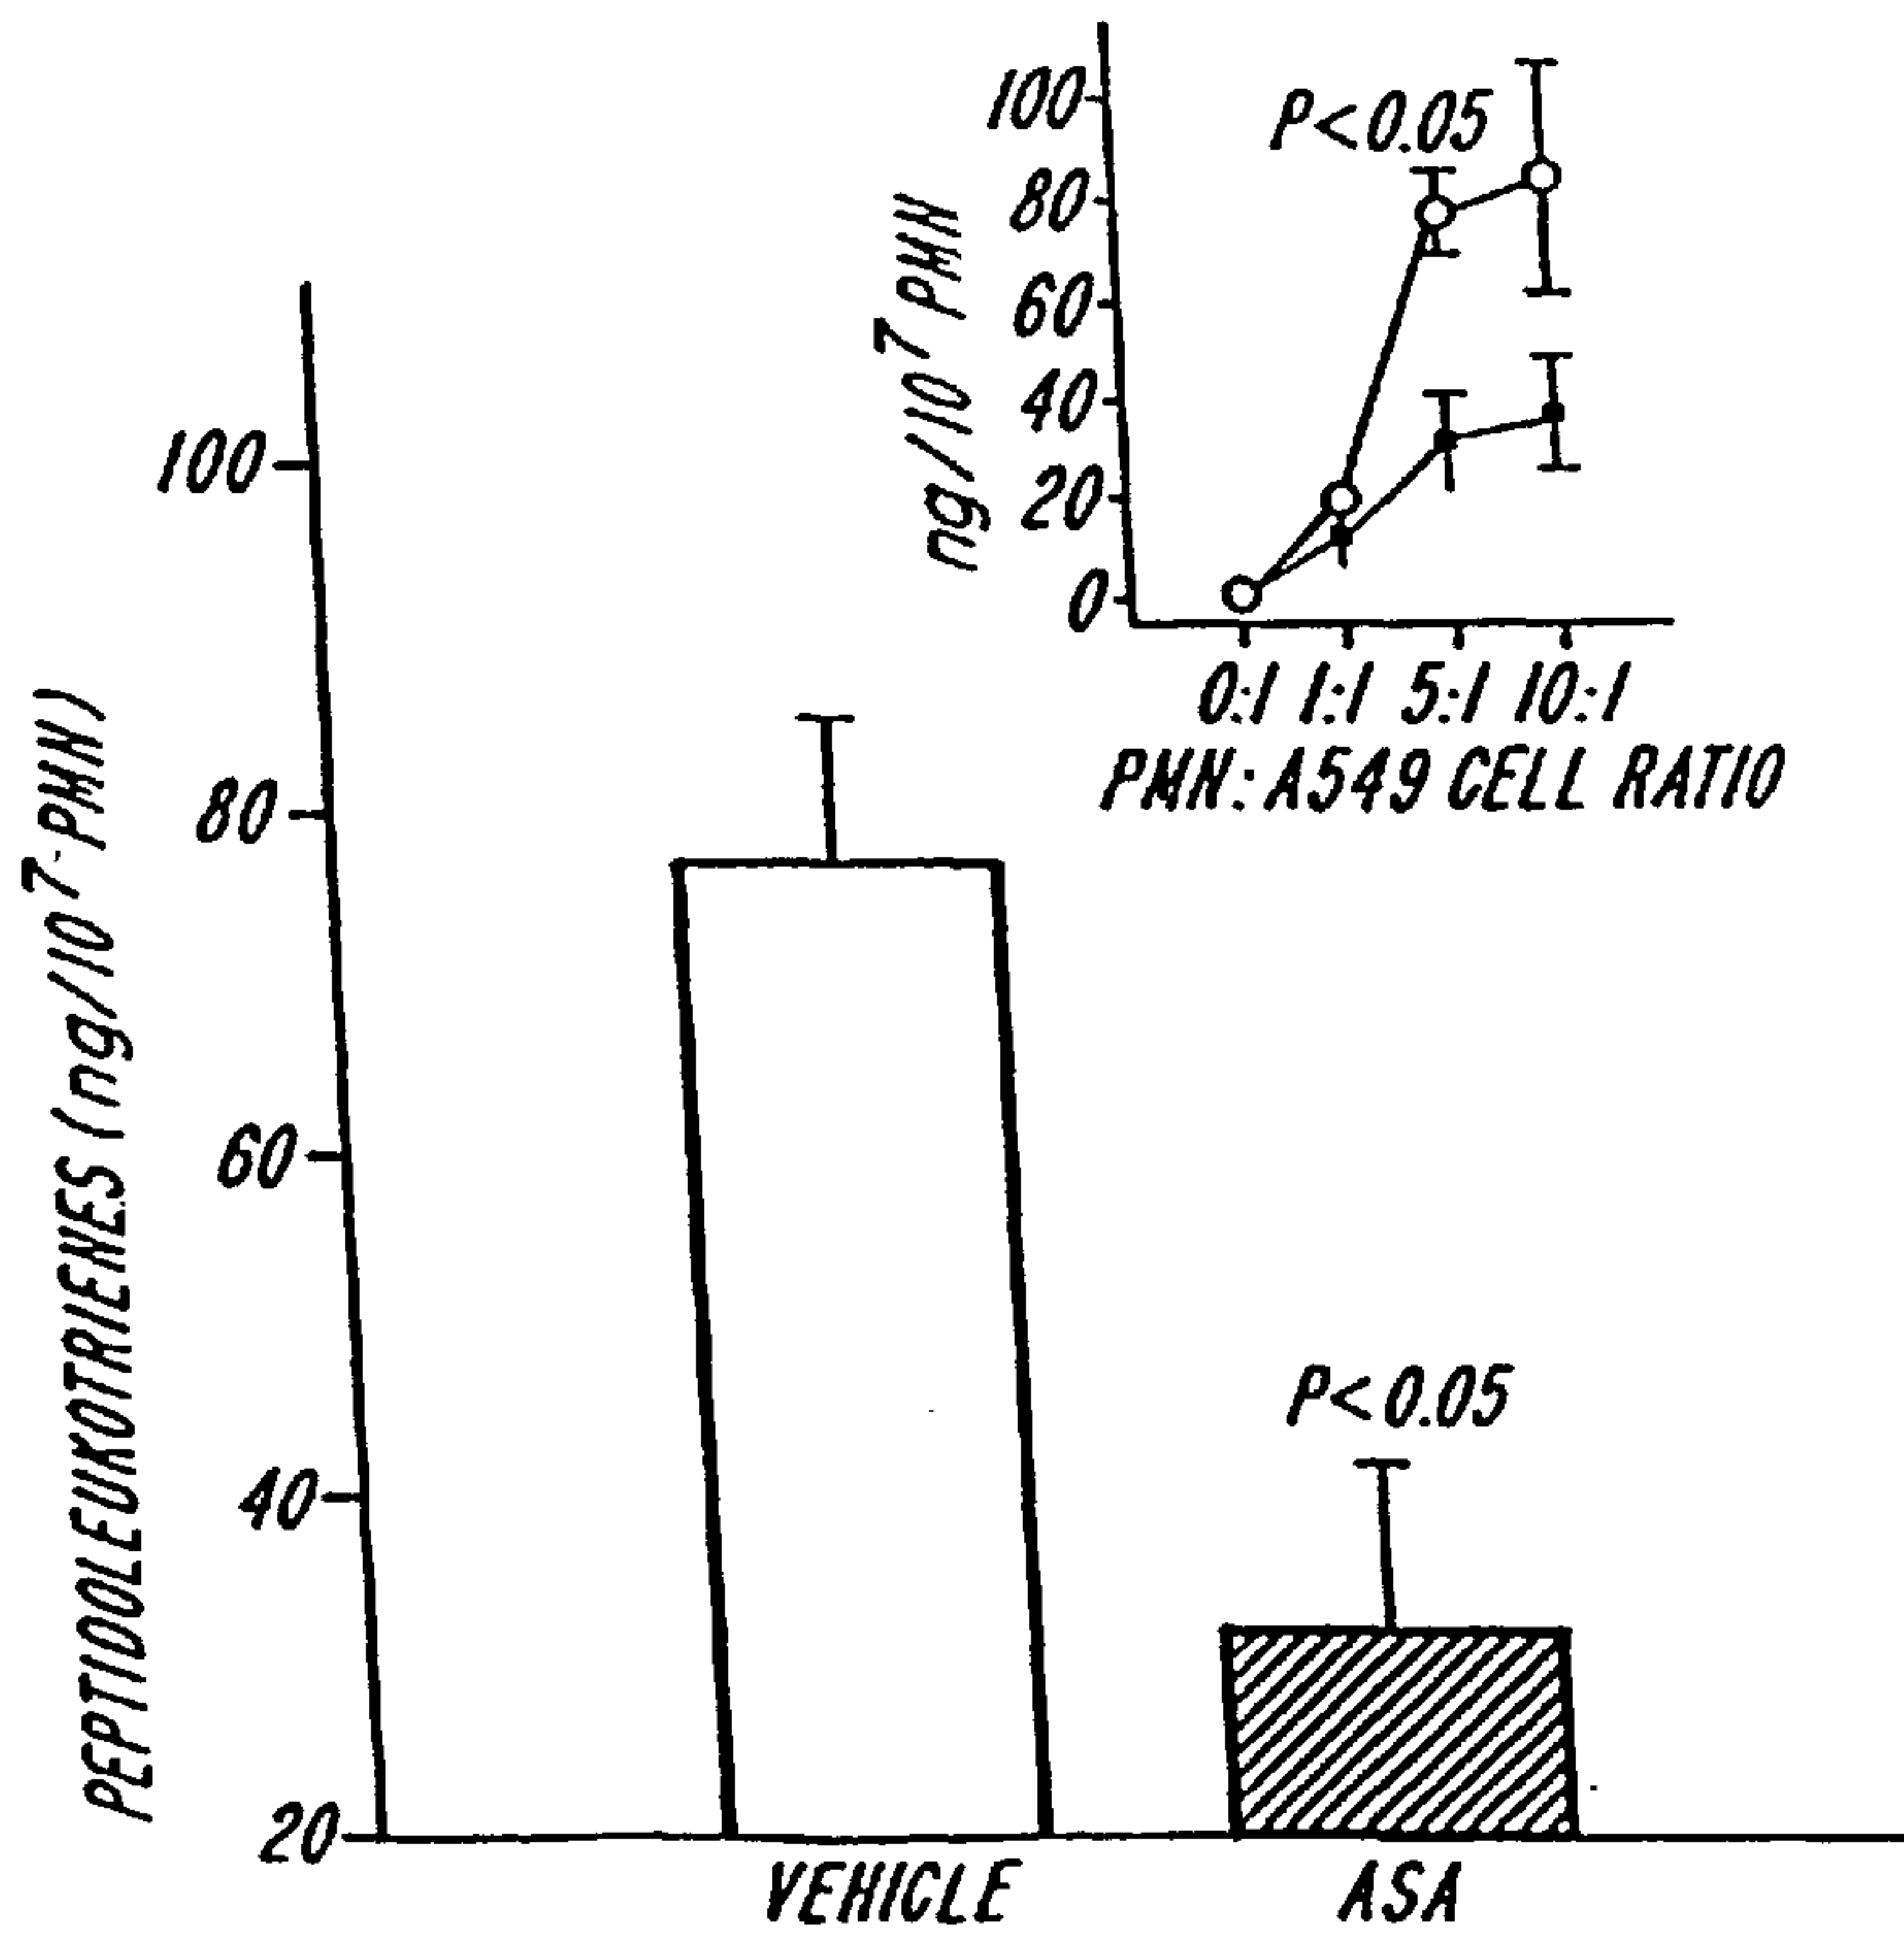 100
80
60
40
20
0
ng/10⁷ PMN
P<0.05
0:1 1:1 5:1 10:1
PMN:A549 CELL RATIO
PEPTIDOLEUKOTRIENES (ng/10⁷ PMN)
100
80
60
40
20
P<0.05
VEHICLE ASA